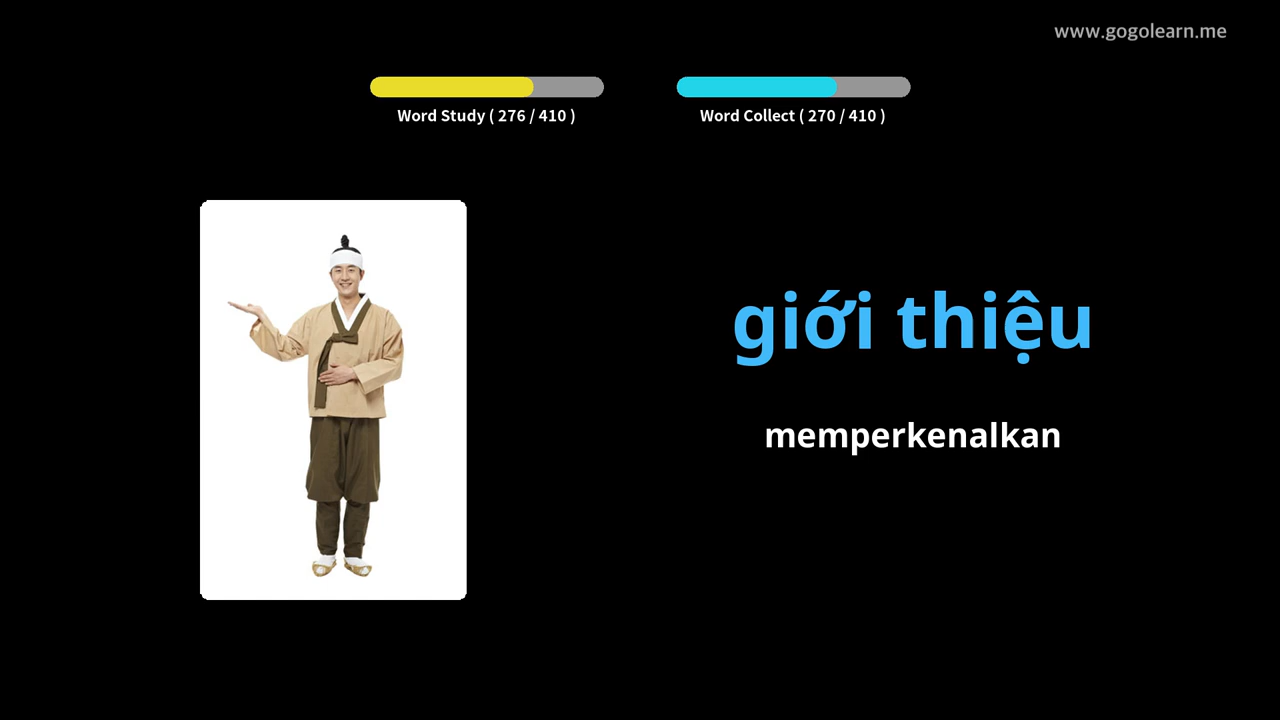 www.gogolearn.me
Word Study ( 276 / 410 )
Word Collect ( 270 / 410 )
giới thiệu
memperkenalkan